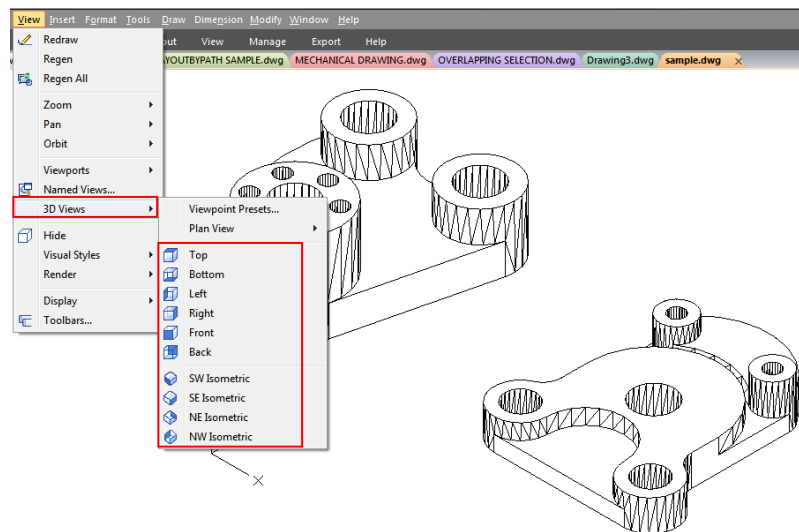 View Insert Format Tools Draw Dimension Modify Window Help
out View Manage Export Help
AYOUTBYPATH SAMPLE.dwg MECHANICAL DRAWING.dwg OVERLAPPING SELECTION.dwg Drawing3.dwg sample.dwg
Redraw
Regen
Regen All
Zoom
Pan
Orbit
Viewports
Named Views...
3D Views
Hide
Visual Styles
Render
Display
Toolbars...
Viewpoint Presets...
Plan View
Top
Bottom
Left
Right
Front
Back
SW Isometric
SE Isometric
NE Isometric
NW Isometric
X